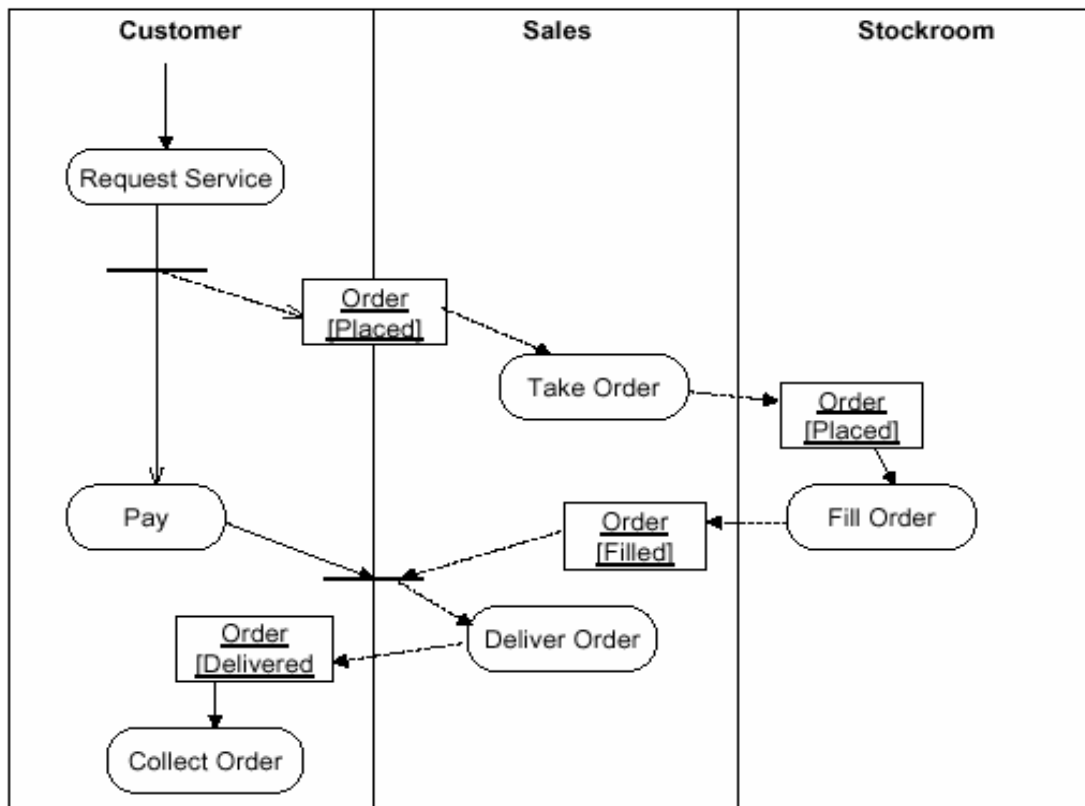 Customer
Sales
Stockroom
Request Service
Order
[Placed]
Take Order
Order
[Placed]
Pay
Order
[Filled]
Fill Order
Order
[Delivered
Deliver Order
Collect Order